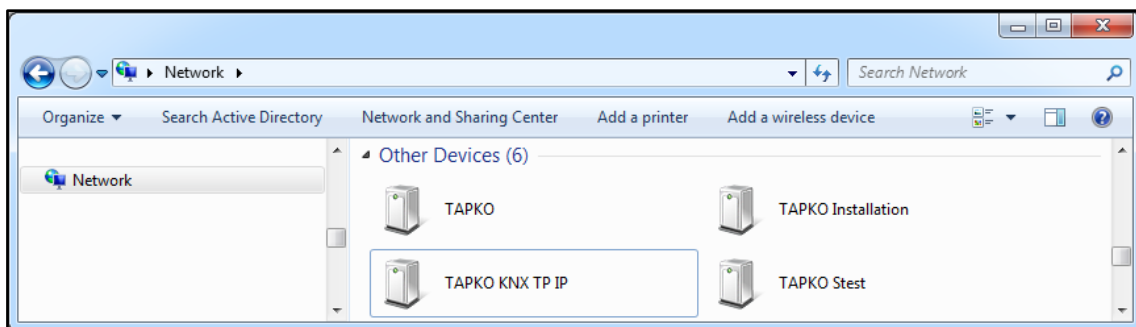 Network
Search Network
Organize Search Active Directory Network and Sharing Center Add a printer Add a wireless device
Network
Other Devices (6)
TAPKO TAPKO Installation
TAPKO KNX TP IP TAPKO Stest